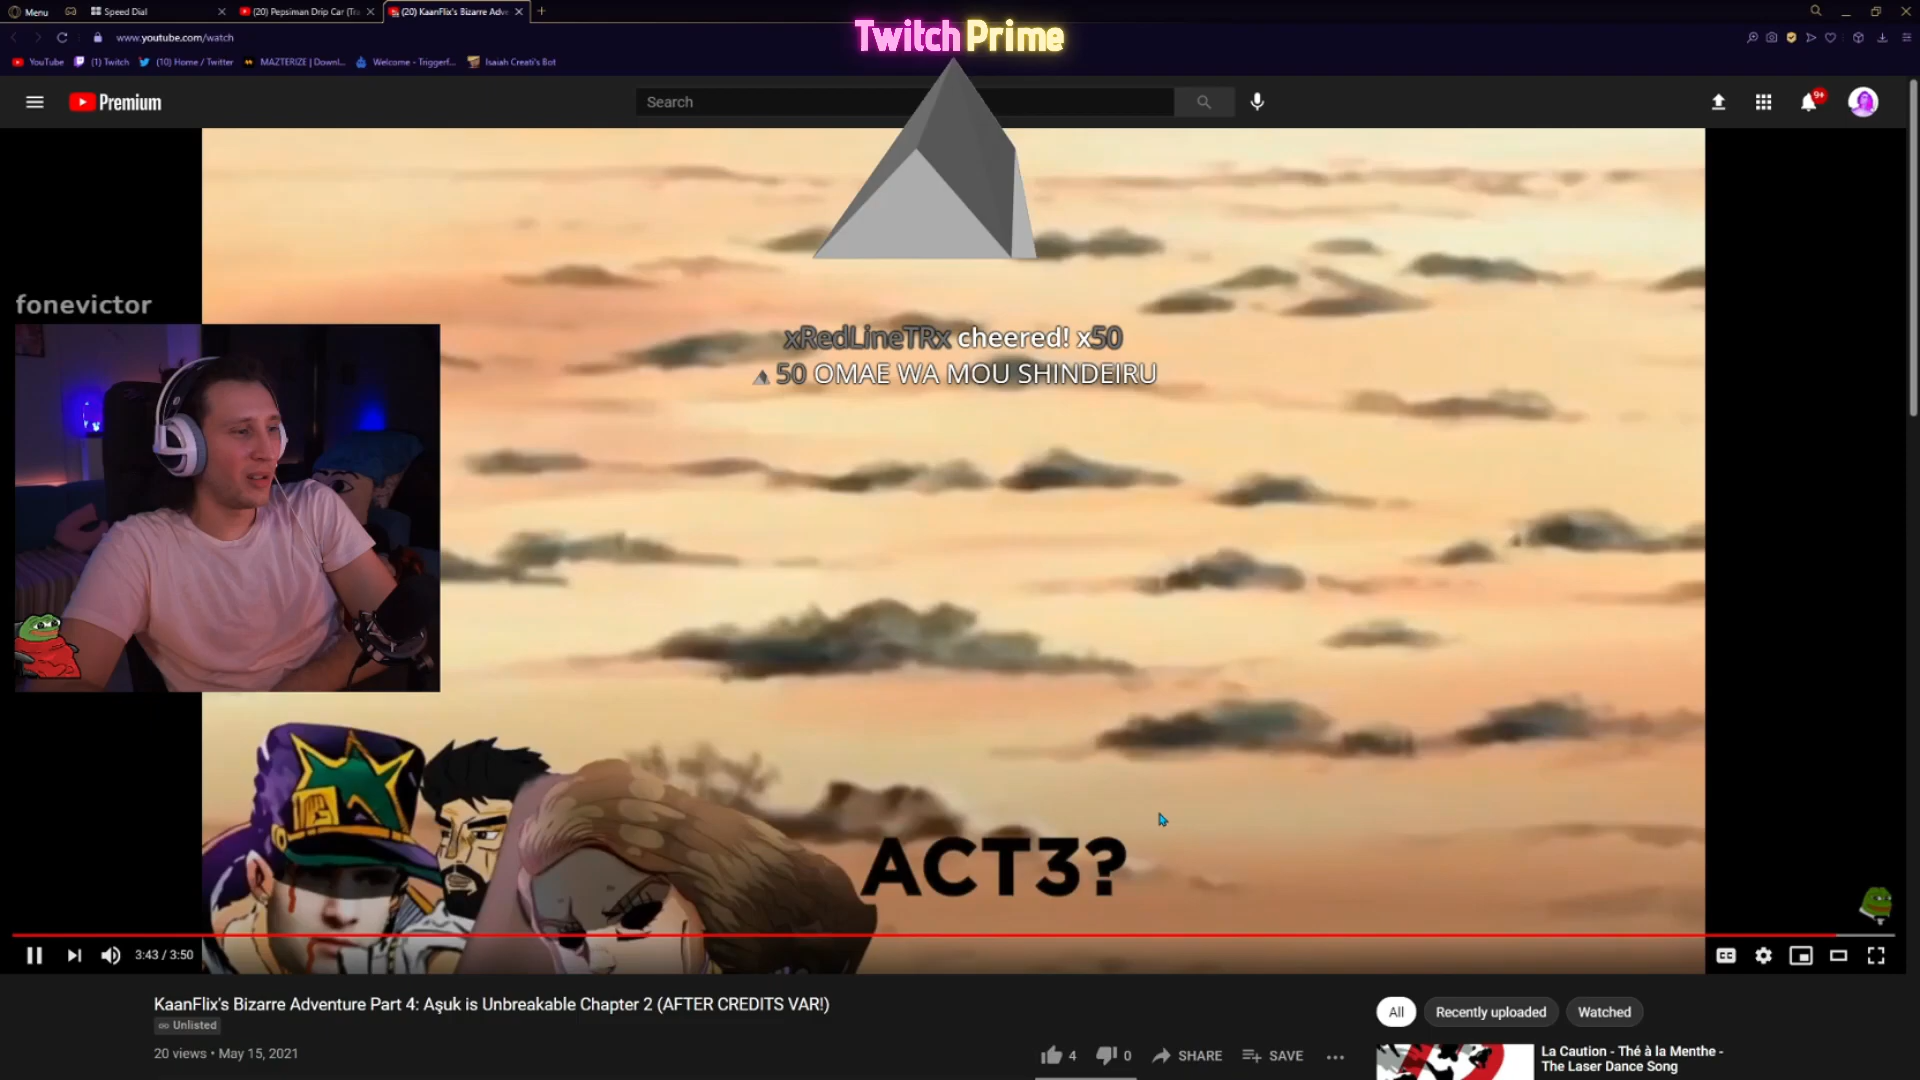 Menu
Speed Dial
(20) Pepsiman Drip Car (Tra
(20) KaanFlix's Bizarre Adve
www.youtube.com/watch
YouTube
(1) Twitch
(10) Home / Twitter
MAZTERIZE | Downl...
Welcome - Triggerf...
Isaiah Creati's Bot
Twitch Prime
Premium
Search
9+
fonevictor
xRedLineTRx cheered! x50
50 OMAE WA MOU SHINDEIRU
ACT3?
3:43 / 3:50
CC
KaanFlix's Bizarre Adventure Part 4: Aşuk is Unbreakable Chapter 2 (AFTER CREDITS VAR!)
Unlisted
20 views • May 15, 2021
4
0
SHARE
SAVE
All
Recently uploaded
Watched
La Caution - Thé à la Menthe -
The Laser Dance Song